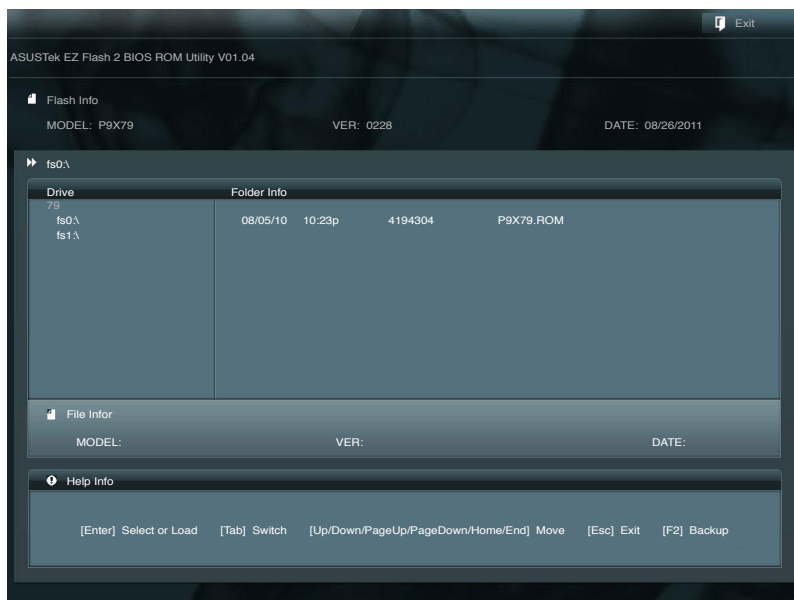 Exit
ASUSTek EZ Flash 2 BIOS ROM Utility V01.04
Flash Info
MODEL: P9X79 VER: 0228 DATE: 08/26/2011
fs0:\
Drive Folder Info
79
fs0:\ 08/05/10 10:23p 4194304 P9X79.ROM
fs1:\
File Infor
MODEL: VER: DATE:
Help Info
[Enter] Select or Load [Tab] Switch [Up/Down/PageUp/PageDown/Home/End] Move [Esc] Exit [F2] Backup